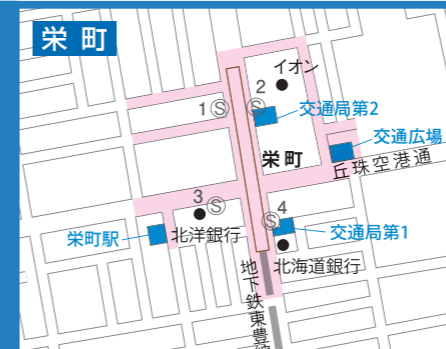 栄町
イオン
2
1 Ⓢ
Ⓢ
交通局第2
交通広場
栄町
丘珠空港通
3
Ⓢ
Ⓢ 4
栄町駅
北洋銀行
交通局第1
北海道銀行
地下鉄東豊線